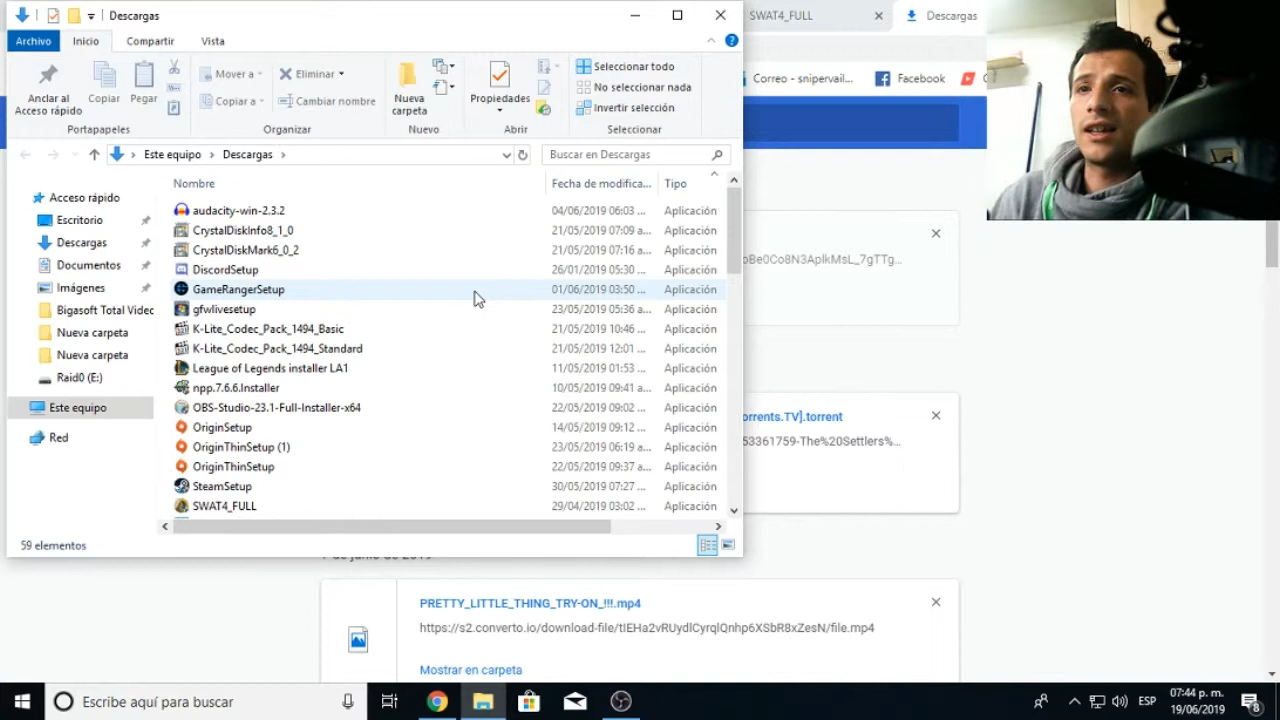 Descargas
SWAT4_FULL
Descargas
Archivo Inicio Compartir Vista
Correo - snipervail...
Facebook
Anclar al Acceso rápido
Copiar
Pegar
Mover a
Copiar a
Eliminar
Cambiar nombre
Nueva carpeta
Propiedades
Seleccionar todo
No seleccionar nada
Invertir selección
Portapapeles
Organizar
Nuevo
Abrir
Seleccionar
Este equipo > Descargas >
Buscar en Descargas
Nombre Fecha de modifica... Tipo
Acceso rápido
Escritorio
Descargas
Documentos
Imágenes
Bigasoft Total Videc
Nueva carpeta
Nueva carpeta
Raid0 (E:)
Este equipo
Red
audacity-win-2.3.2 04/06/2019 06:03 ... Aplicación
CrystalDiskInfo8_1_0 21/05/2019 07:09 a... Aplicación
CrystalDiskMark6_0_2 21/05/2019 07:16 a... Aplicación
DiscordSetup 26/01/2019 05:30 ... Aplicación
GameRangerSetup 01/06/2019 03:50 ... Aplicación
gfwlivesetup 23/05/2019 05:36 a... Aplicación
K-Lite_Codec_Pack_1494_Basic 21/05/2019 10:46 ... Aplicación
K-Lite_Codec_Pack_1494_Standard 21/05/2019 12:01 ... Aplicación
League of Legends installer LA1 11/05/2019 01:53 ... Aplicación
npp.7.6.6.Installer 10/05/2019 09:41 a... Aplicación
OBS-Studio-23.1-Full-Installer-x64 22/05/2019 09:02 ... Aplicación
OriginSetup 14/05/2019 09:12 ... Aplicación
OriginThinSetup (1) 23/05/2019 06:19 a... Aplicación
OriginThinSetup 22/05/2019 09:37 a... Aplicación
SteamSetup 30/05/2019 07:27 ... Aplicación
SWAT4_FULL 29/04/2019 03:02 ... Aplicación
59 elementos
oBe0Co8N3AplkMsL_7gTTg...
orrents.TV].torrent
53361759-The%20Settlers%...
PRETTY_LITTLE_THING_TRY-ON_!!!.mp4
https://s2.converto.io/download-file/tIEHa2vRUydlCyrqlQnhp6XSbR8xZesN/file.mp4
Mostrar en carpeta
Escribe aquí para buscar
ESP
07:44 p. m.
19/06/2019
8